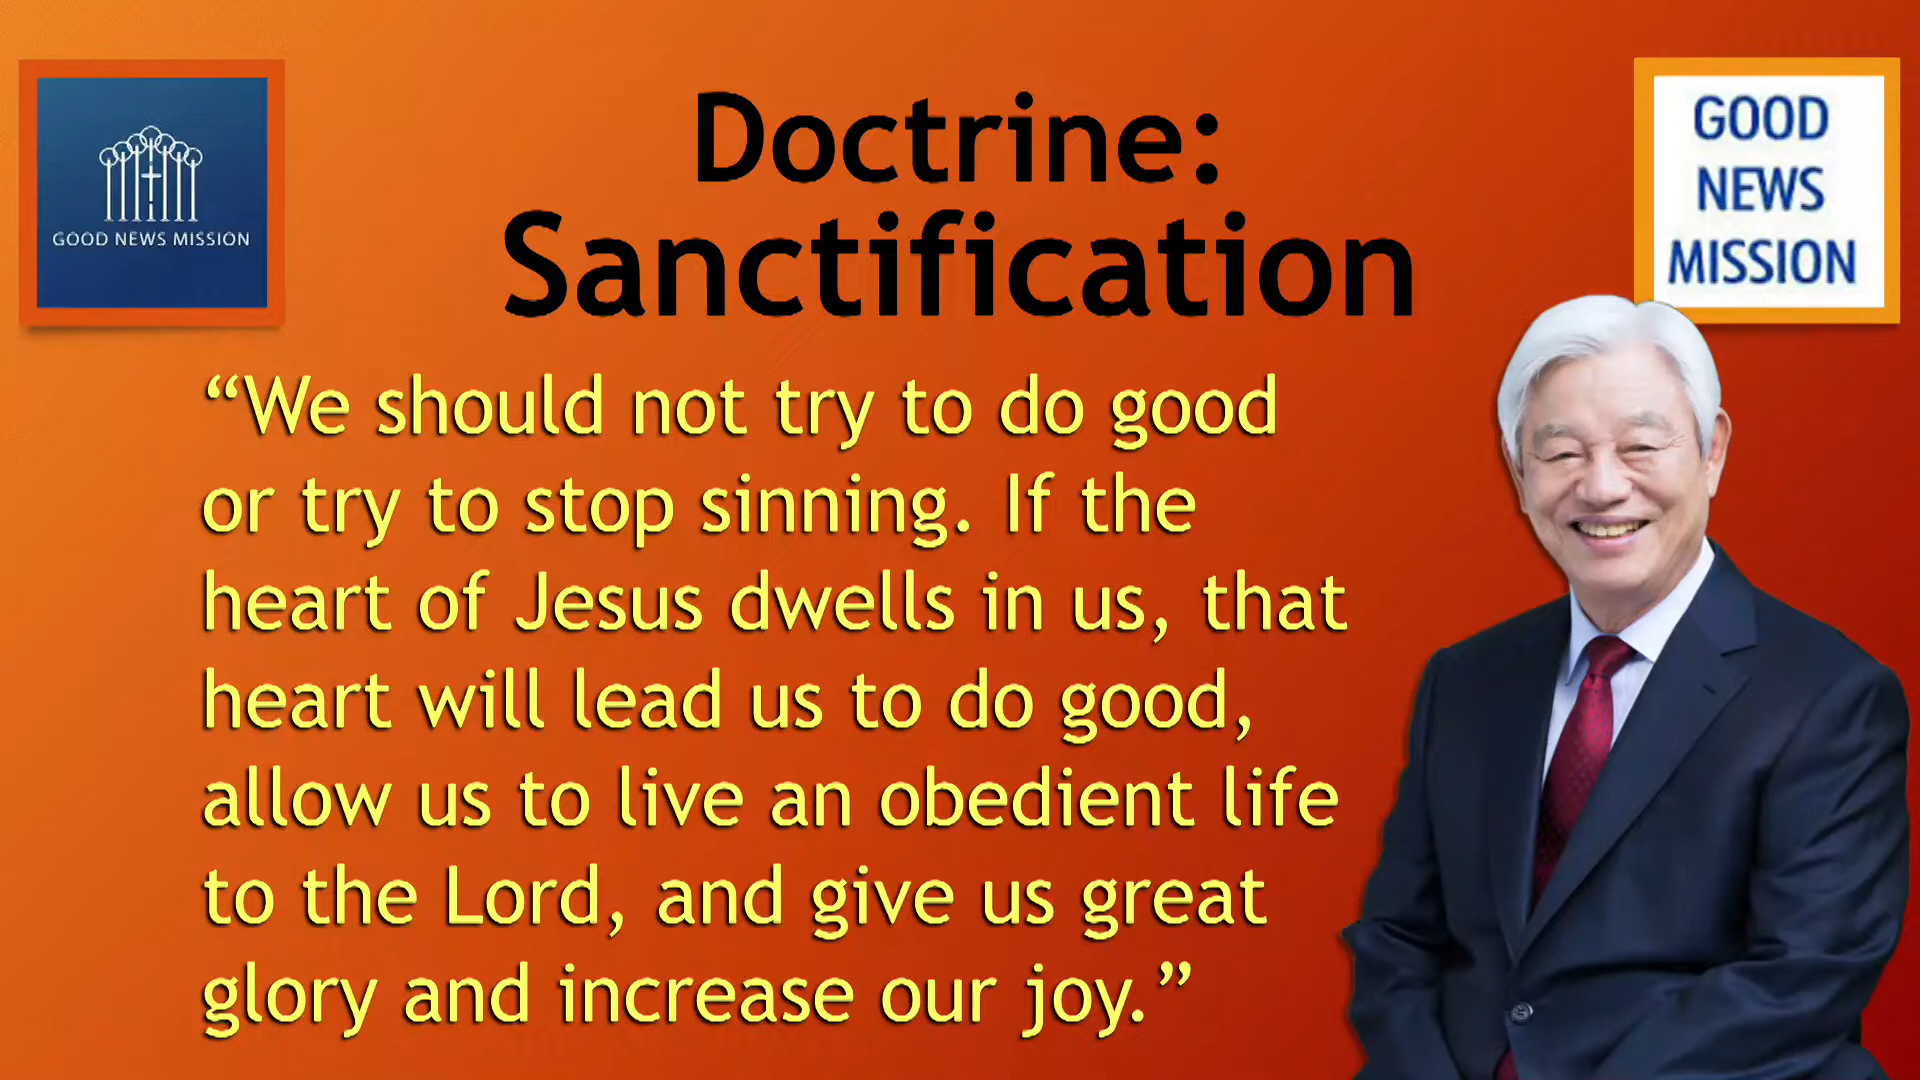 GOOD NEWS MISSION
Doctrine:
Sanctification
GOOD
NEWS
MISSION
“We should not try to do good
or try to stop sinning. If the
heart of Jesus dwells in us, that
heart will lead us to do good,
allow us to live an obedient life
to the Lord, and give us great
glory and increase our joy.”